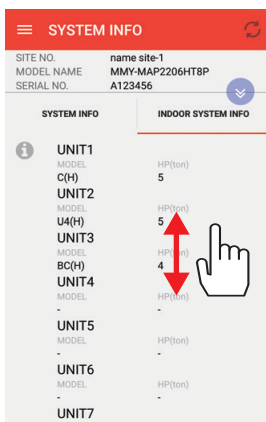 SYSTEM INFO
SITE NO. name site-1
MODEL NAME MMY-MAP2206HT8P
SERIAL NO. A123456
SYSTEM INFO INDOOR SYSTEM INFO
UNIT1
MODEL HP(ton)
C(H) 5
UNIT2
MODEL HP(ton)
U4(H) 5
UNIT3
MODEL HP(ton)
BC(H) 4
UNIT4
MODEL HP(ton)
- -
UNIT5
MODEL HP(ton)
- -
UNIT6
MODEL HP(ton)
- -
UNIT7